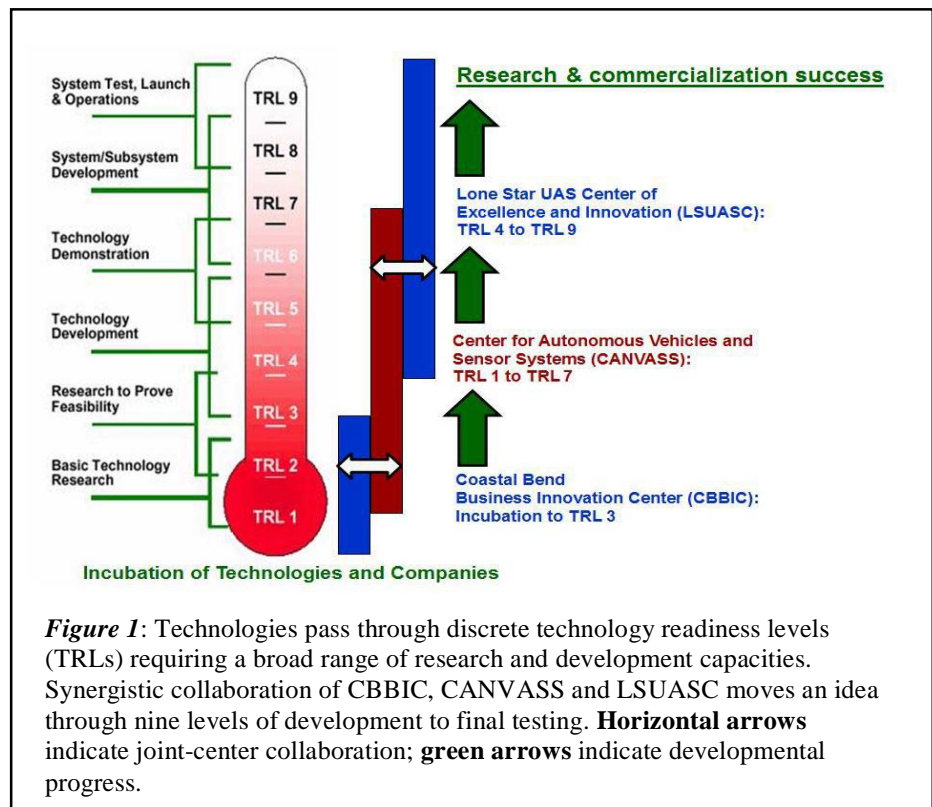 System Test, Launch
& Operations
System/Subsystem
Development
Technology
Demonstration
Technology
Development
Research to Prove
Feasibility
Basic Technology
Research
TRL 9
TRL 8
TRL 7
TRL 6
TRL 5
TRL 4
TRL 3
TRL 2
TRL 1
Research & commercialization success
Lone Star UAS Center of
Excellence and Innovation (LSUASC):
TRL 4 to TRL 9
Center for Autonomous Vehicles and
Sensor Systems (CANVASS):
TRL 1 to TRL 7
Coastal Bend
Business Innovation Center (CBBIC):
Incubation to TRL 3
Incubation of Technologies and Companies
Figure 1: Technologies pass through discrete technology readiness levels
(TRLs) requiring a broad range of research and development capacities.
Synergistic collaboration of CBBIC, CANVASS and LSUASC moves an idea
through nine levels of development to final testing. Horizontal arrows
indicate joint-center collaboration; green arrows indicate developmental
progress.